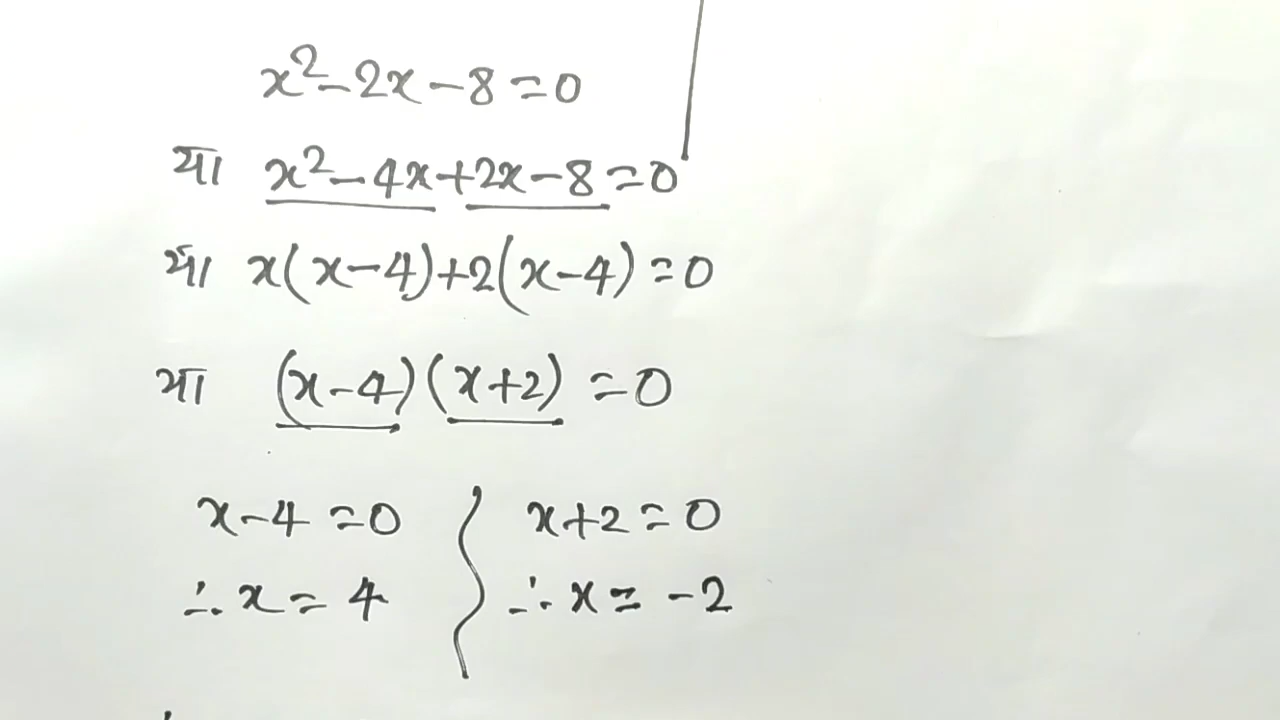 x²-2x-8=0
या x²-4x+2x-8=0
या x(x-4)+2(x-4)=0
या (x-4)(x+2)=0
x-4=0 x+2=0
∴x=4 ∴x=-2